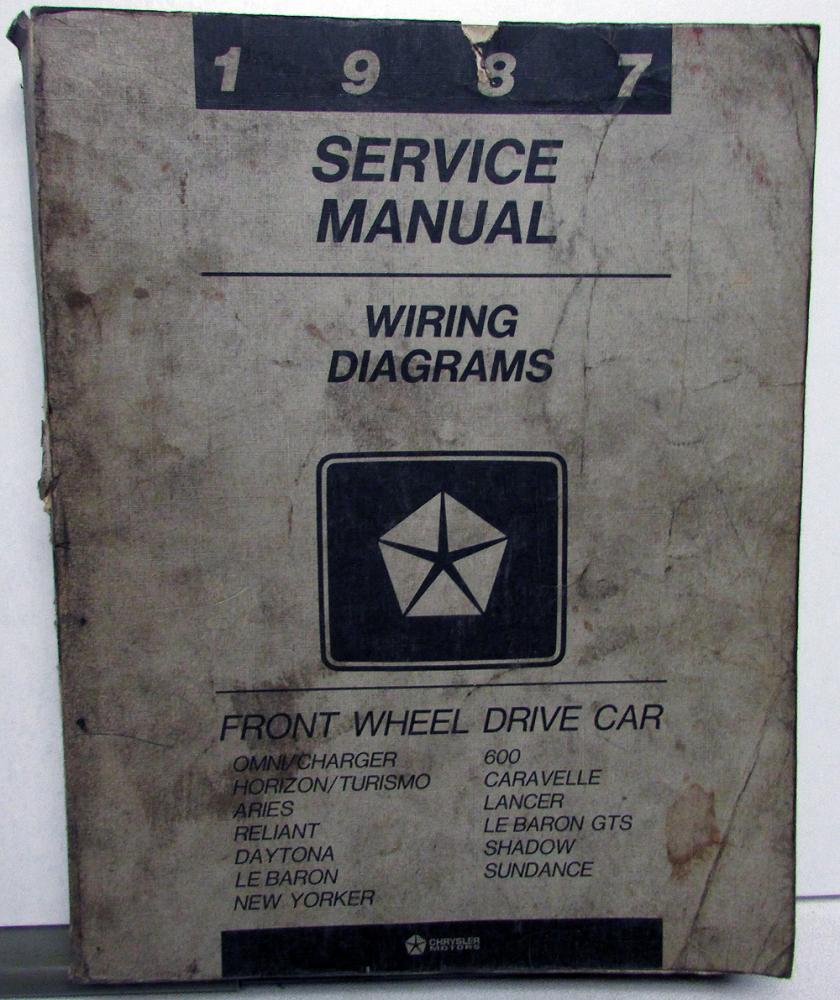 1 9 8 7
SERVICE
MANUAL
WIRING
DIAGRAMS
FRONT WHEEL DRIVE CAR
OMNI/CHARGER
HORIZON/TURISMO
ARIES
RELIANT
DAYTONA
LE BARON
NEW YORKER
600
CARAVELLE
LANCER
LE BARON GTS
SHADOW
SUNDANCE
CHRYSLER
MOTORS